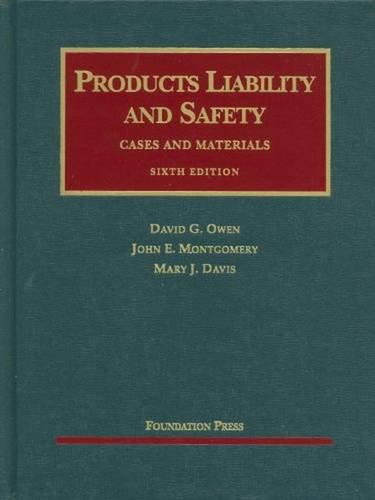 PRODUCTS LIABILITY
AND SAFETY
CASES AND MATERIALS
SIXTH EDITION
DAVID G. OWEN
JOHN E. MONTGOMERY
MARY J. DAVIS
FOUNDATION PRESS